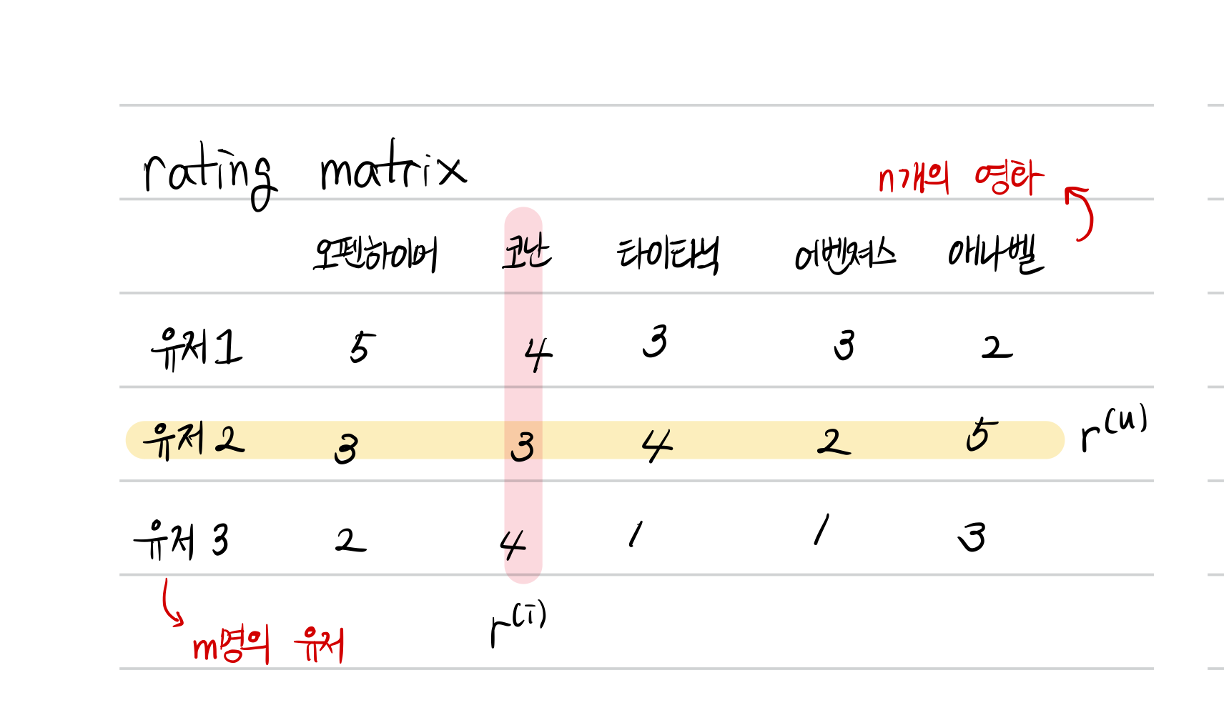 rating matrix
n개의 영화
오펜하이머 코난 타이타닉 어벤져스 애나벨
유저1 5 4 3 3 2
유저2 3 3 4 2 5 r(u)
유저3 2 4 1 1 3
m명의 유저 r(i)